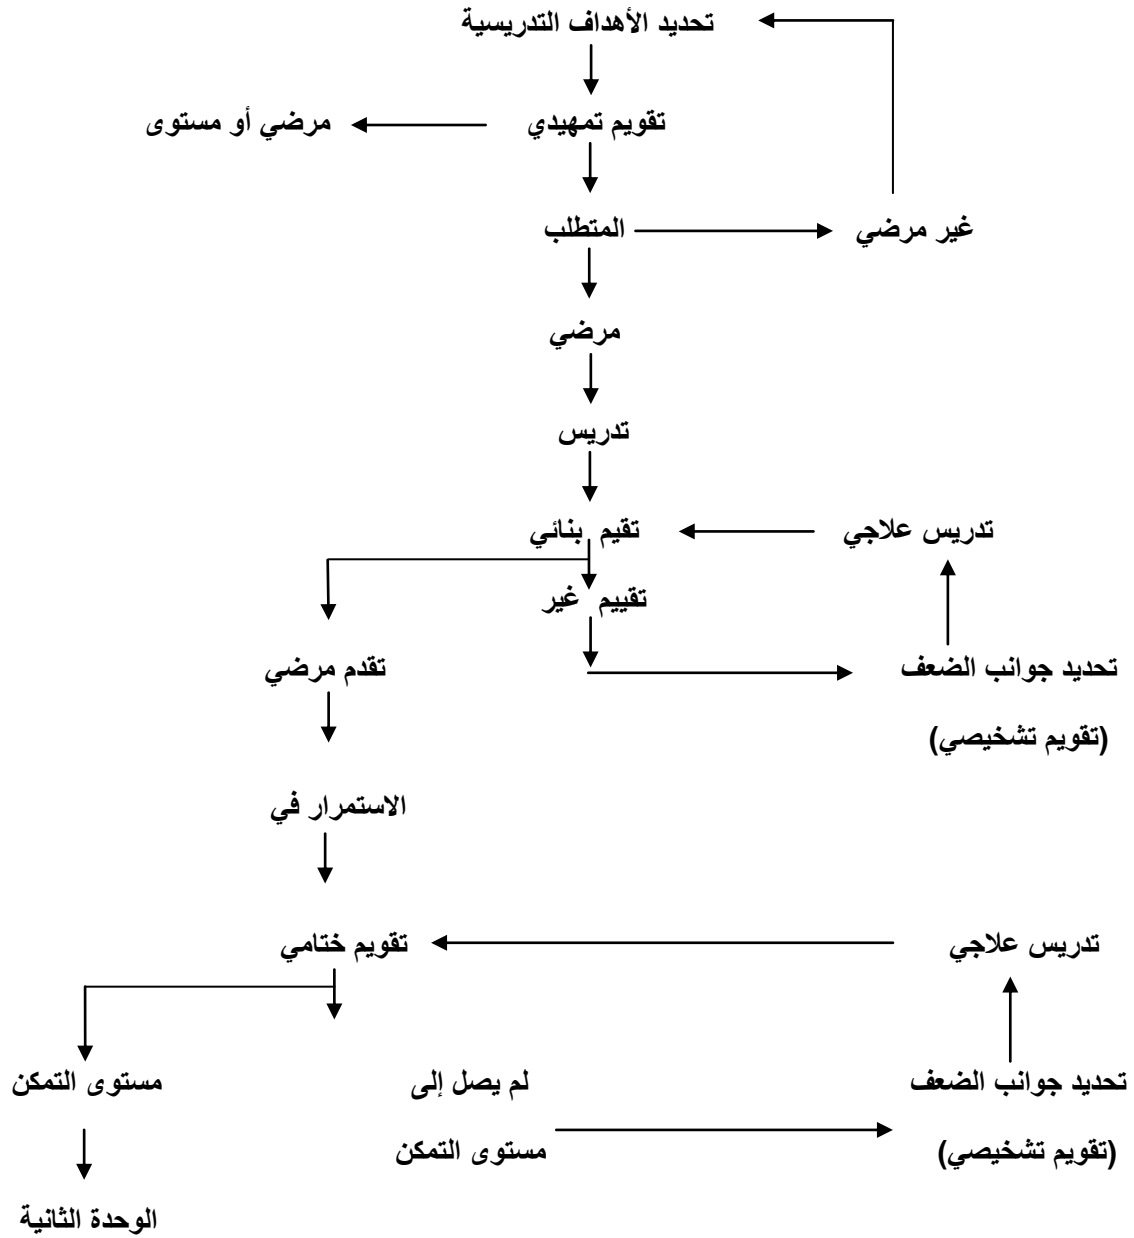 تحديد الأهداف التدريسية
تقويم تمهيدي
مرضي أو مستوى
المتطلب
غير مرضي
مرضي
تدريس
تقيم بنائي
تدريس علاجي
تقييم غير
تقدم مرضي
تحديد جوانب الضعف
(تقويم تشخيصي)
الاستمرار في
تقويم ختامي
تدريس علاجي
مستوى التمكن
لم يصل إلى
مستوى التمكن
تحديد جوانب الضعف
(تقويم تشخيصي)
الوحدة الثانية